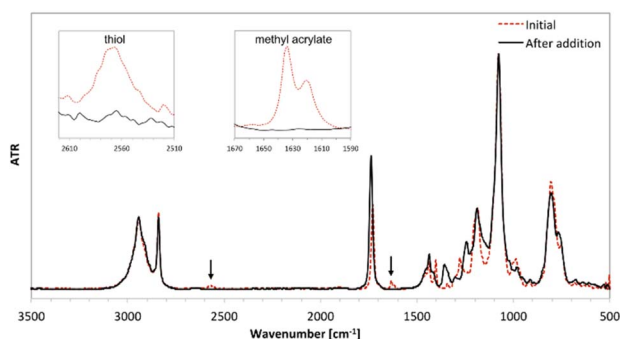 Initial
After addition
thiol
methyl acrylate
2610 2560 2510
1670 1650 1630 1610 1590
ATR
3500 3000 2500 2000 1500 1000 500
Wavenumber [cm⁻¹]